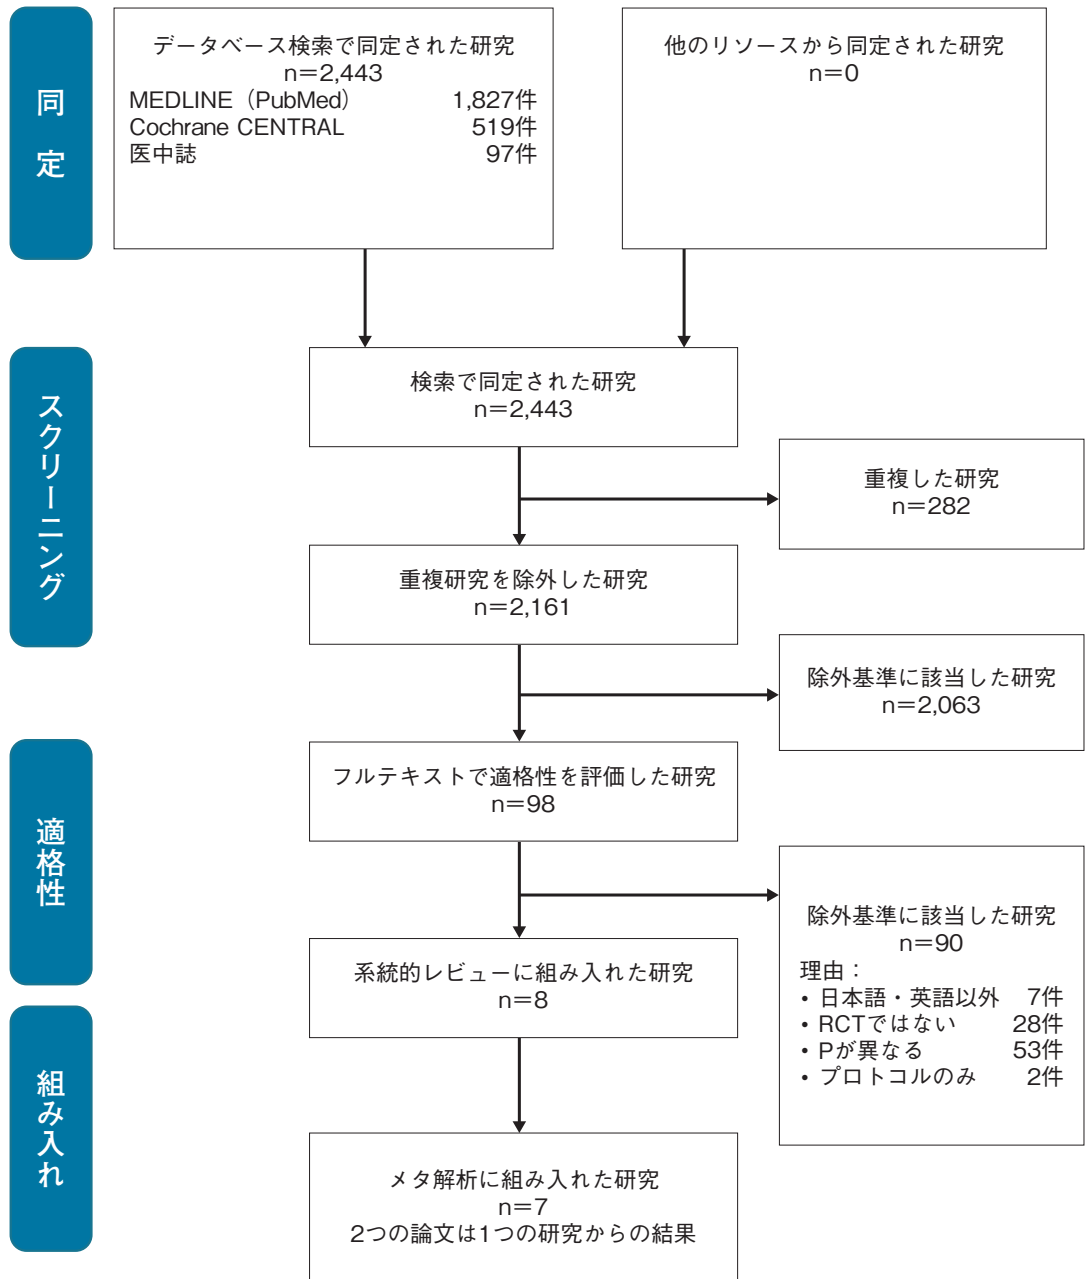 同定
データベース検索で同定された研究
n=2,443
MEDLINE（PubMed） 1,827件
Cochrane CENTRAL 519件
医中誌 97件
他のリソースから同定された研究
n=0
スクリーニング
検索で同定された研究
n=2,443
重複した研究
n=282
重複研究を除外した研究
n=2,161
除外基準に該当した研究
n=2,063
適格性
フルテキストで適格性を評価した研究
n=98
除外基準に該当した研究
n=90
理由：
• 日本語・英語以外 7件
• RCTではない 28件
• Pが異なる 53件
• プロトコルのみ 2件
系統的レビューに組み入れた研究
n=8
組み入れ
メタ解析に組み入れた研究
n=7
2つの論文は1つの研究からの結果